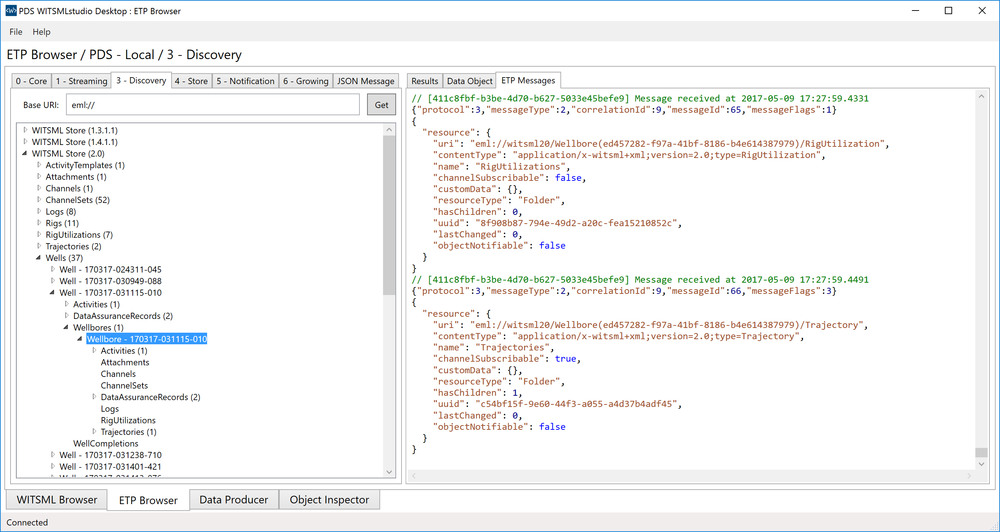 <W> PDS WITSMLstudio Desktop : ETP Browser
File Help
ETP Browser / PDS - Local / 3 - Discovery
0 - Core 1 - Streaming 3 - Discovery 4 - Store 5 - Notification 6 - Growing JSON Message
Base URI: eml:// Get
WITSML Store (1.3.1.1)
WITSML Store (1.4.1.1)
WITSML Store (2.0)
ActivityTemplates (1)
Attachments (1)
Channels (1)
ChannelSets (52)
Logs (8)
Rigs (11)
RigUtilizations (7)
Trajectories (2)
Wells (37)
Well - 170317-024311-045
Well - 170317-030949-088
Well - 170317-031115-010
Activities (1)
DataAssuranceRecords (2)
Wellbores (1)
Wellbore - 170317-031115-010
Activities (1)
Attachments
Channels
ChannelSets
DataAssuranceRecords (2)
Logs
RigUtilizations
Trajectories (1)
WellCompletions
Well - 170317-031238-710
Well - 170317-031401-421
Results Data Object ETP Messages
// [411c8fbf-b3be-4d70-b627-5033e45befe9] Message received at 2017-05-09 17:27:59.4331
{"protocol":3,"messageType":2,"correlationId":9,"messageId":65,"messageFlags":1}
{
"resource": {
"uri": "eml://witsml20/Wellbore(ed457282-f97a-41bf-8186-b4e614387979)/RigUtilization",
"contentType": "application/x-witsml+xml;version=2.0;type=RigUtilization",
"name": "RigUtilizations",
"channelSubscribable": false,
"customData": {},
"resourceType": "Folder",
"hasChildren": 0,
"uuid": "8f908b87-794e-49d2-a20c-fea15210852c",
"lastChanged": 0,
"objectNotifiable": false
}
}
// [411c8fbf-b3be-4d70-b627-5033e45befe9] Message received at 2017-05-09 17:27:59.4491
{"protocol":3,"messageType":2,"correlationId":9,"messageId":66,"messageFlags":3}
{
"resource": {
"uri": "eml://witsml20/Wellbore(ed457282-f97a-41bf-8186-b4e614387979)/Trajectory",
"contentType": "application/x-witsml+xml;version=2.0;type=Trajectory",
"name": "Trajectories",
"channelSubscribable": true,
"customData": {},
"resourceType": "Folder",
"hasChildren": 1,
"uuid": "c54bf15f-9e60-44f3-a055-a4d37b4adf45",
"lastChanged": 0,
"objectNotifiable": false
}
}
WITSML Browser ETP Browser Data Producer Object Inspector
Connected